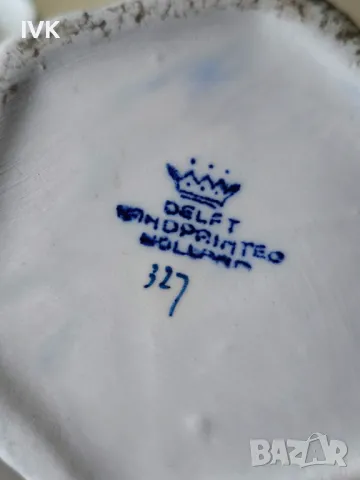 IVK
DELFT
HANDPAINTED
HOLLAND
327
BAZAR